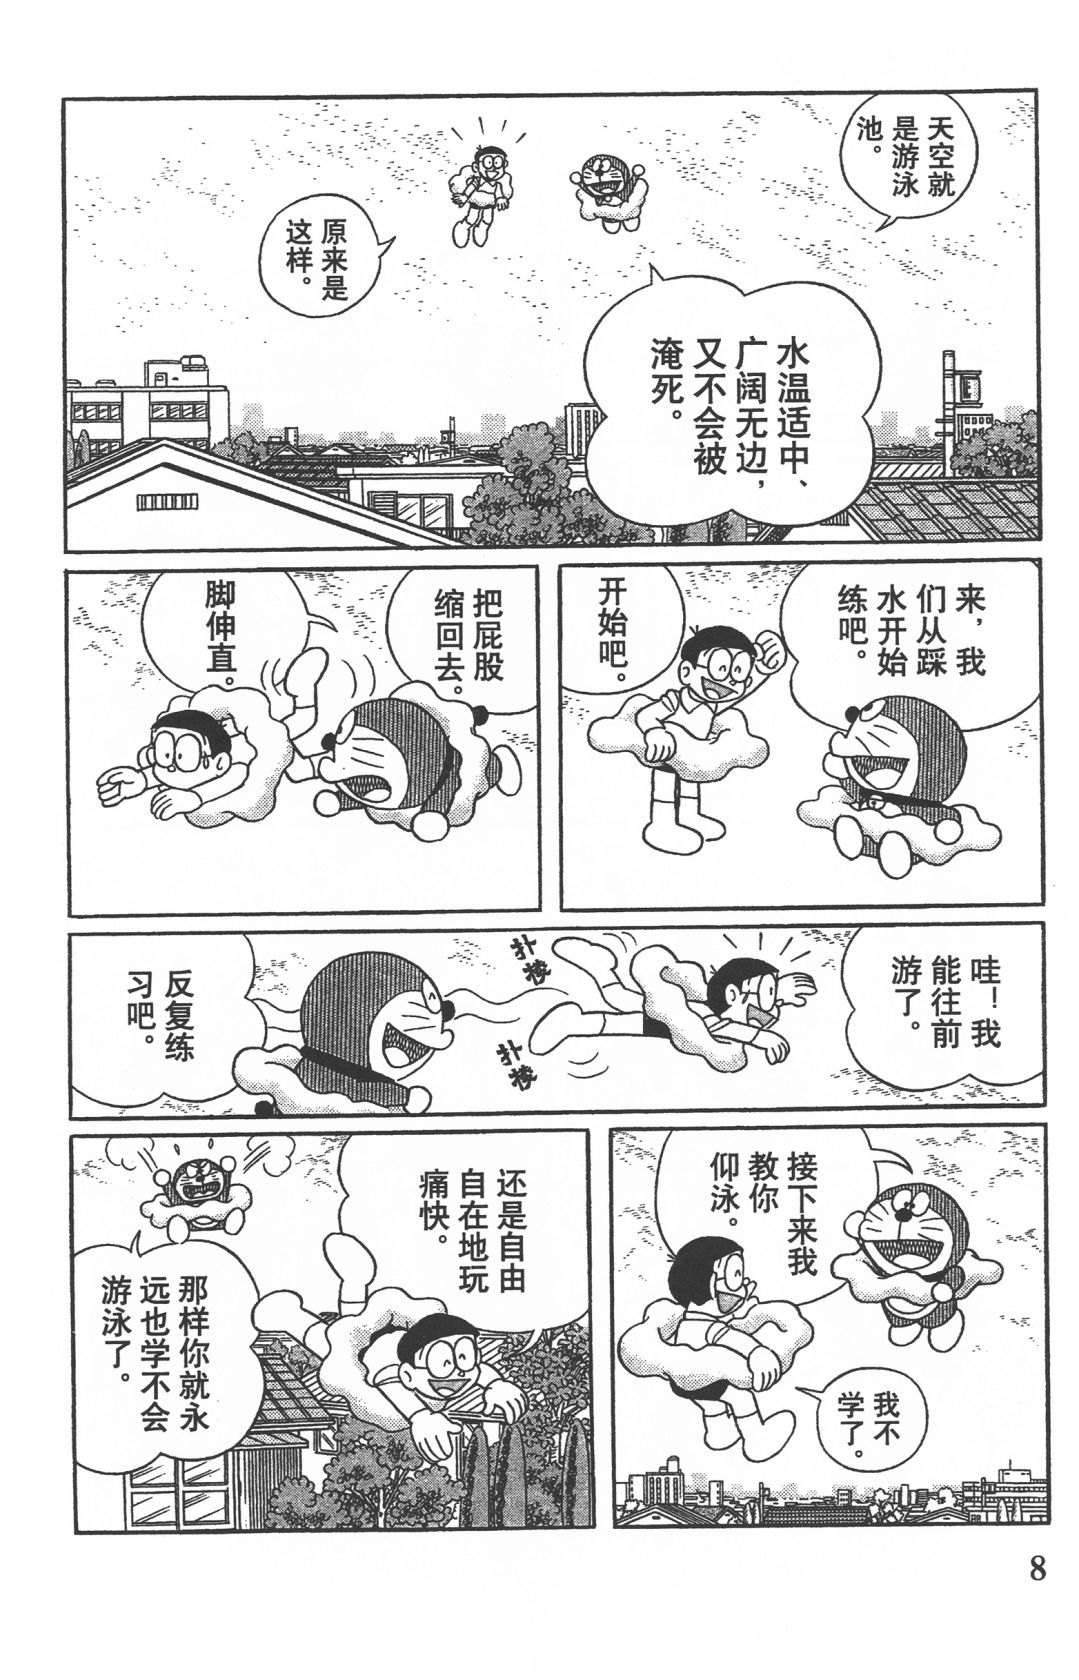 天空就
是游泳
池。
原来是
这样。
水温适中、
广阔无边，
又不会被
淹死。
来，我
们从踩
水开始
练吧。
开始吧。
把屁股
缩回去。
脚伸直。
哇！我
能往前
游了。
扑棱
扑棱
反复练
习吧。
接下来我
教你
仰泳。
我不
学了。
还是自由
自在地玩
痛快。
那样你就永
远也学不会
游泳了。
8